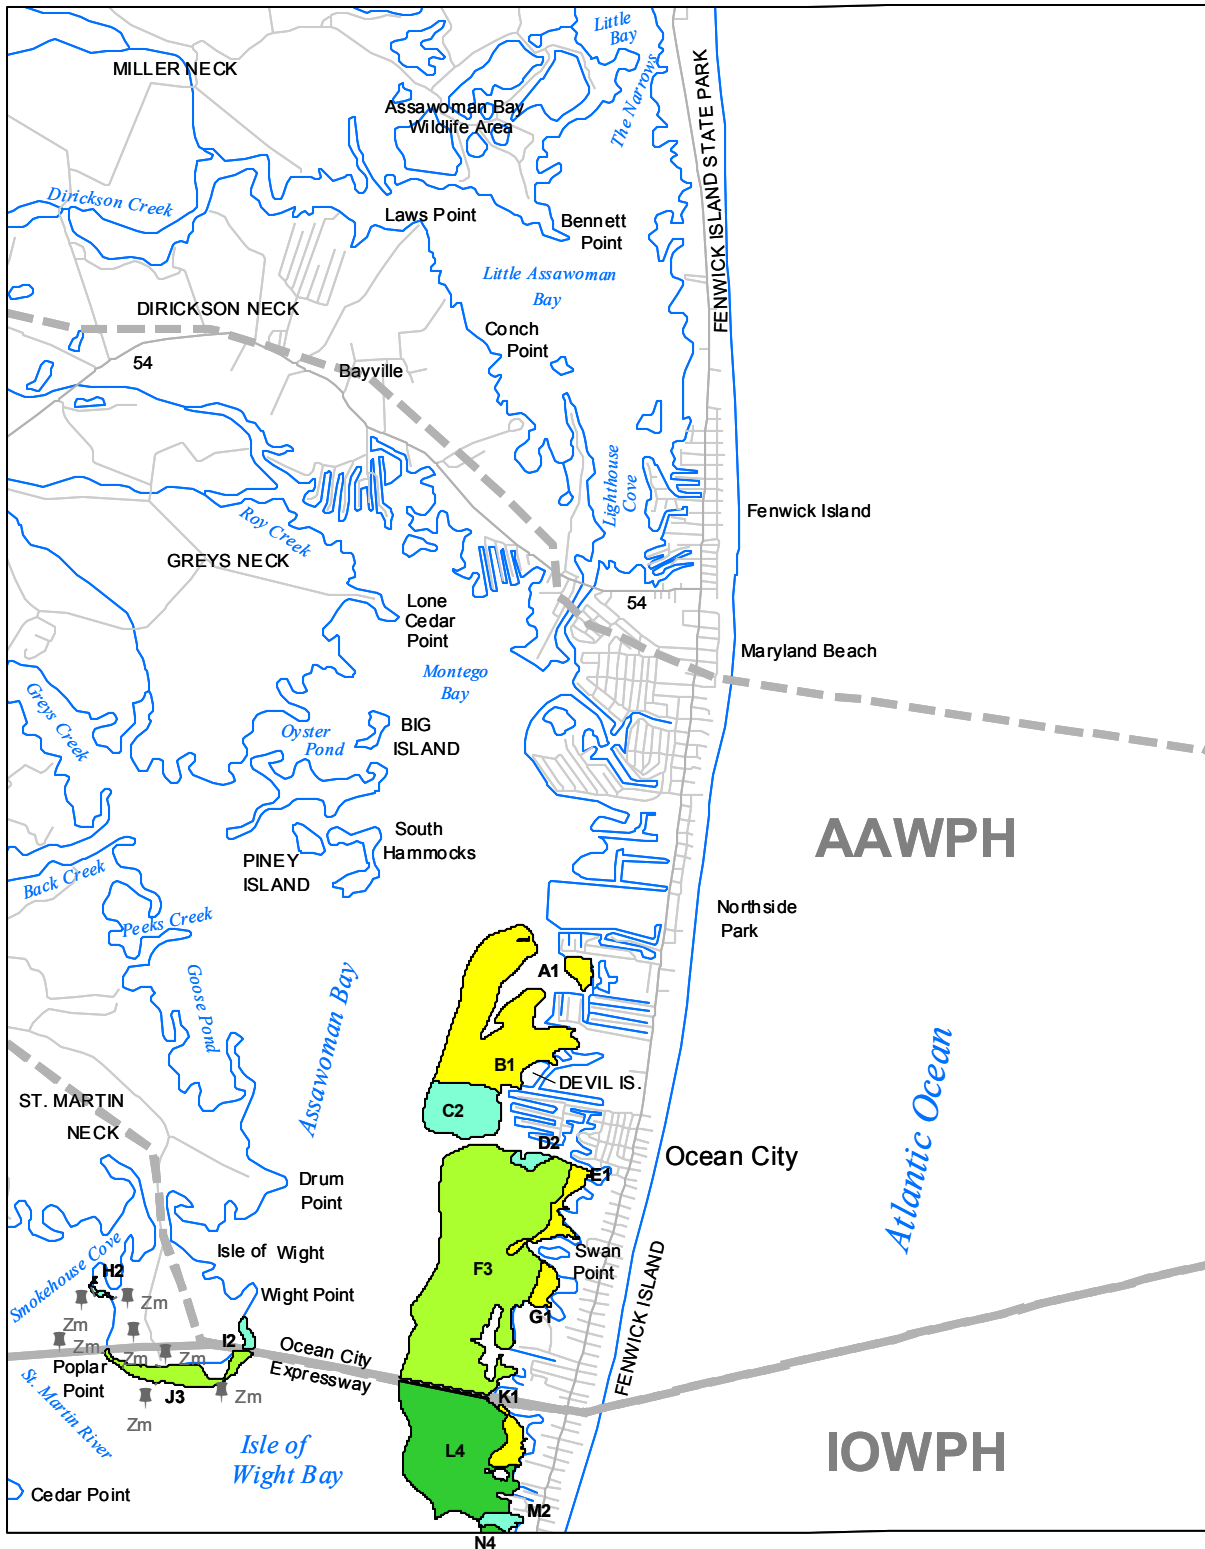 Little
Bay
MILLER NECK
The Narrows
Assawoman Bay
Wildlife Area
FENWICK ISLAND STATE PARK
Dirickson Creek
Laws Point
Bennett
Point
Little Assawoman
Bay
DIRICKSON NECK
Conch
Point
54
Bayville
Lighthouse
Cove
Roy Creek
Fenwick Island
GREYS NECK
Lone
Cedar
Point
54
Maryland Beach
Montego
Bay
Greys Creek
Oyster
Pond
BIG
ISLAND
South
Hammocks
AAWPH
PINEY
ISLAND
Back Creek
Peeks Creek
Northside
Park
Goose Pond
Assawoman Bay
A1
B1
DEVIL IS.
Atlantic Ocean
ST. MARTIN
NECK
C2
D2
Ocean City
E1
Drum
Point
Isle of Wight
Swan
Point
Smokehouse Cove
H2
F3
FENWICK ISLAND
Wight Point
G1
Zm
Zm
Zm
Zm
Zm
I2
Ocean City
Expressway
Poplar
Point
J3
Zm
Zm
K1
St. Martin River
Isle of
Wight Bay
L4
IOWPH
Cedar Point
M2
N4